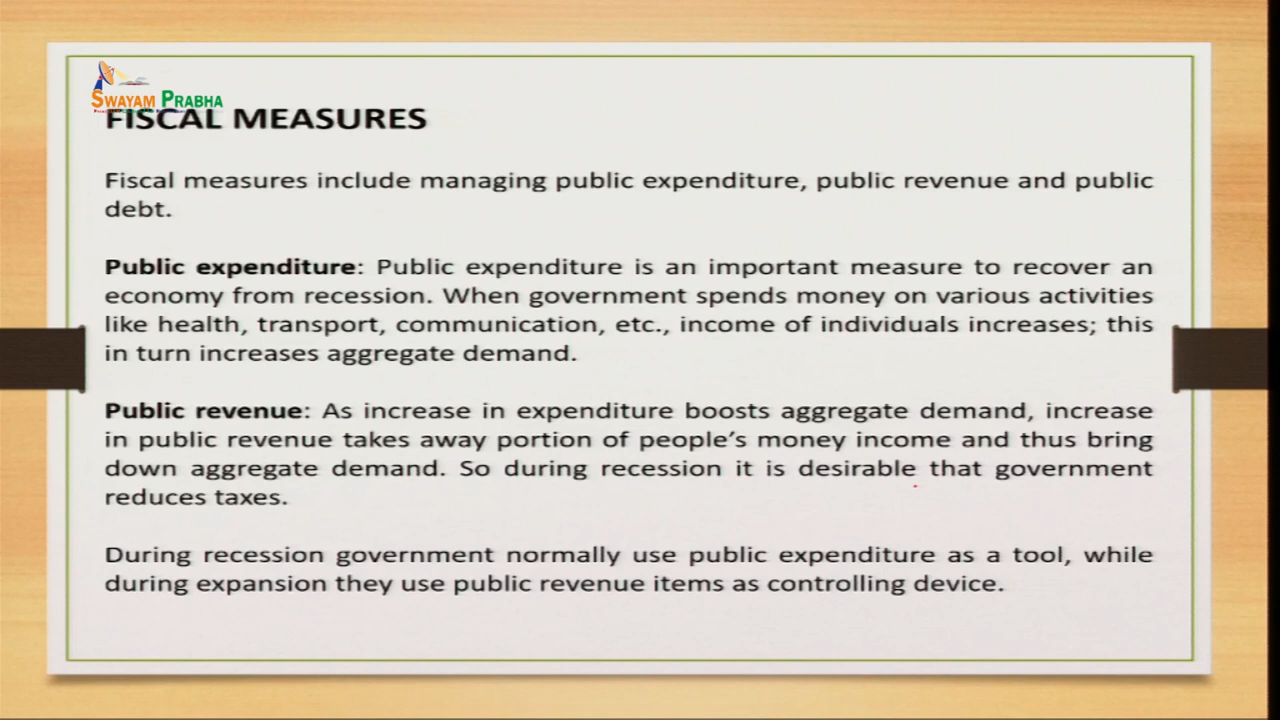 SWAYAM PRABHA
FISCAL MEASURES
Fiscal measures include managing public expenditure, public revenue and public
debt.
Public expenditure: Public expenditure is an important measure to recover an
economy from recession. When government spends money on various activities
like health, transport, communication, etc., income of individuals increases; this
in turn increases aggregate demand.
Public revenue: As increase in expenditure boosts aggregate demand, increase
in public revenue takes away portion of people’s money income and thus bring
down aggregate demand. So during recession it is desirable that government
reduces taxes.
During recession government normally use public expenditure as a tool, while
during expansion they use public revenue items as controlling device.